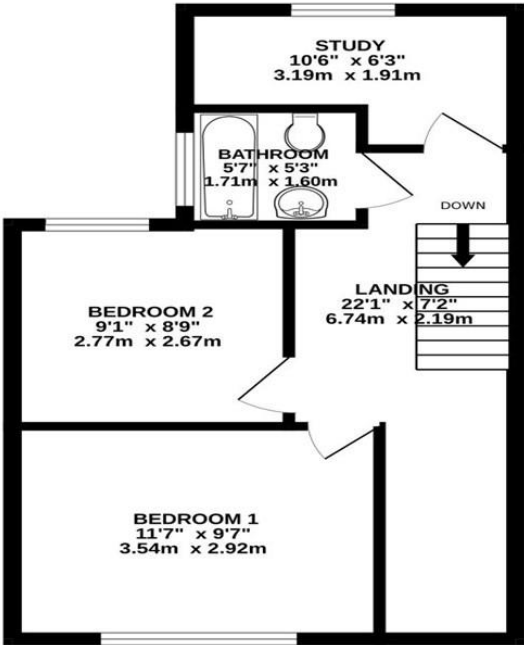 STUDY
10'6" x 6'3"
3.19m x 1.91m
BATHROOM
5'7" x 5'3"
1.71m x 1.60m
DOWN
LANDING
22'1" x 7'2"
6.74m x 2.19m
BEDROOM 2
9'1" x 8'9"
2.77m x 2.67m
BEDROOM 1
11'7" x 9'7"
3.54m x 2.92m